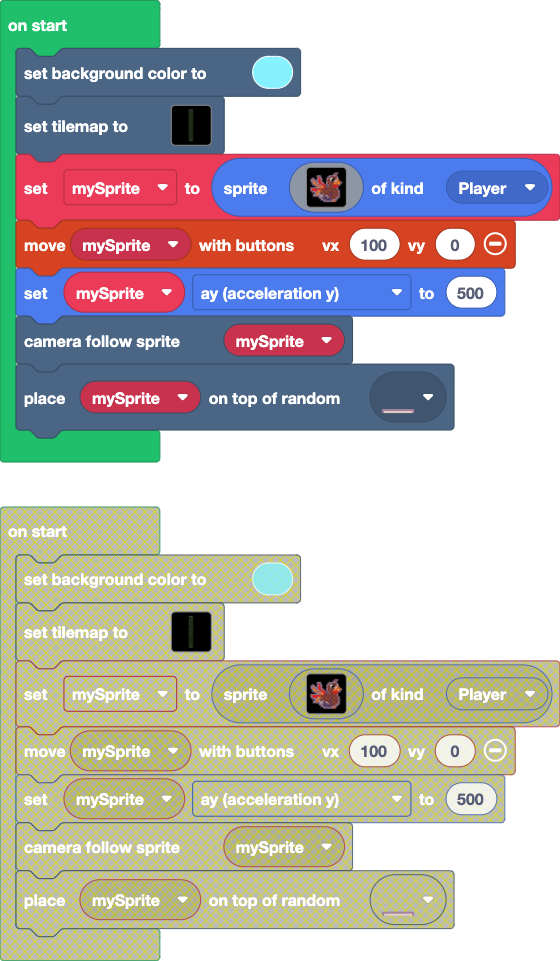 on start
set background color to
set tilemap to
set mySprite to sprite of kind Player
move mySprite with buttons vx 100 vy 0
set mySprite ay (acceleration y) to 500
camera follow sprite mySprite
place mySprite on top of random
on start
set background color to
set tilemap to
set mySprite to sprite of kind Player
move mySprite with buttons vx 100 vy 0
set mySprite ay (acceleration y) to 500
camera follow sprite mySprite
place mySprite on top of random